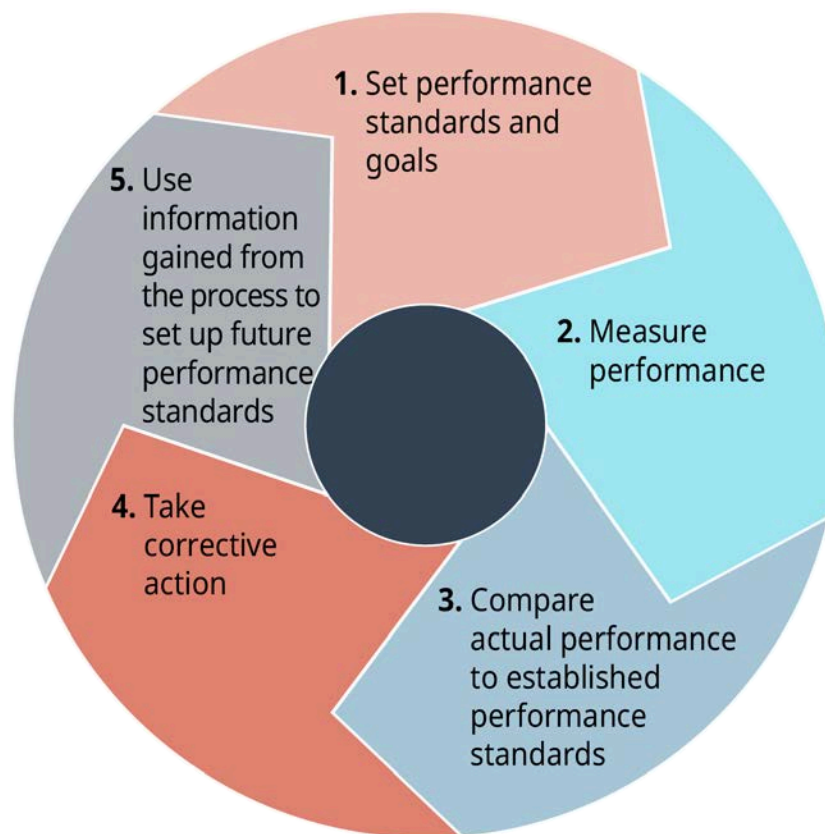 1. Set performance
standards and
goals
2. Measure
performance
3. Compare
actual performance
to established
performance
standards
4. Take
corrective
action
5. Use
information
gained from
the process to
set up future
performance
standards